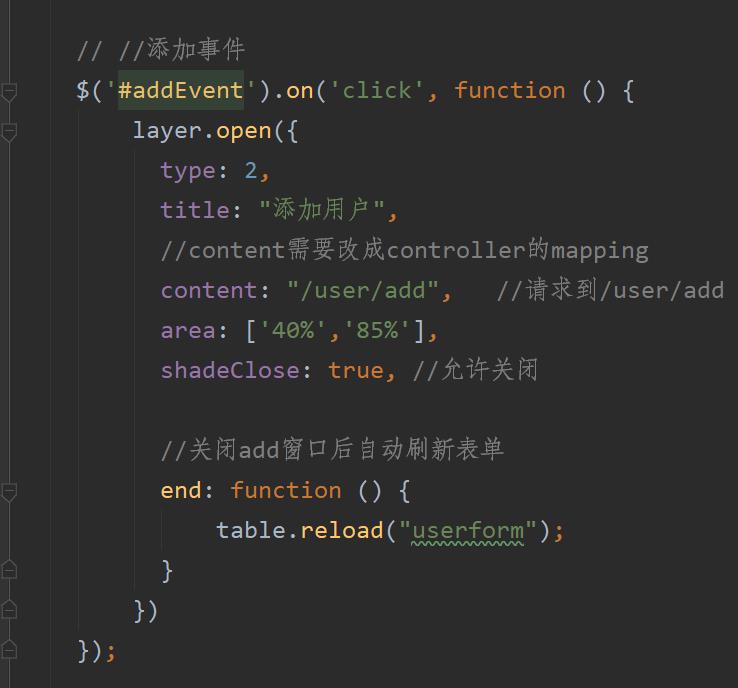 // //添加事件
$('#addEvent').on('click', function () {
layer.open({
type: 2,
title: "添加用户",
//content需要改成controller的mapping
content: "/user/add",   //请求到/user/add
area: ['40%','85%'],
shadeClose: true, //允许关闭
//关闭add窗口后自动刷新表单
end: function () {
table.reload("userform");
}
})
});